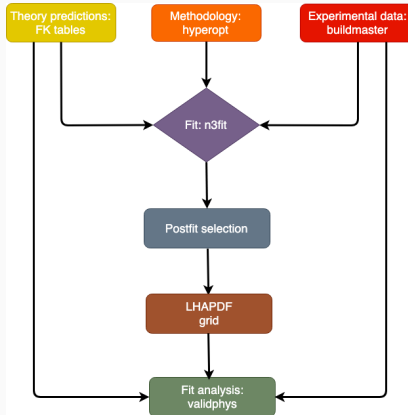 Theory predictions:
FK tables
Methodology:
hyperopt
Experimental data:
buildmaster
Fit: n3fit
Postfit selection
LHAPDF
grid
Fit analysis:
validphys